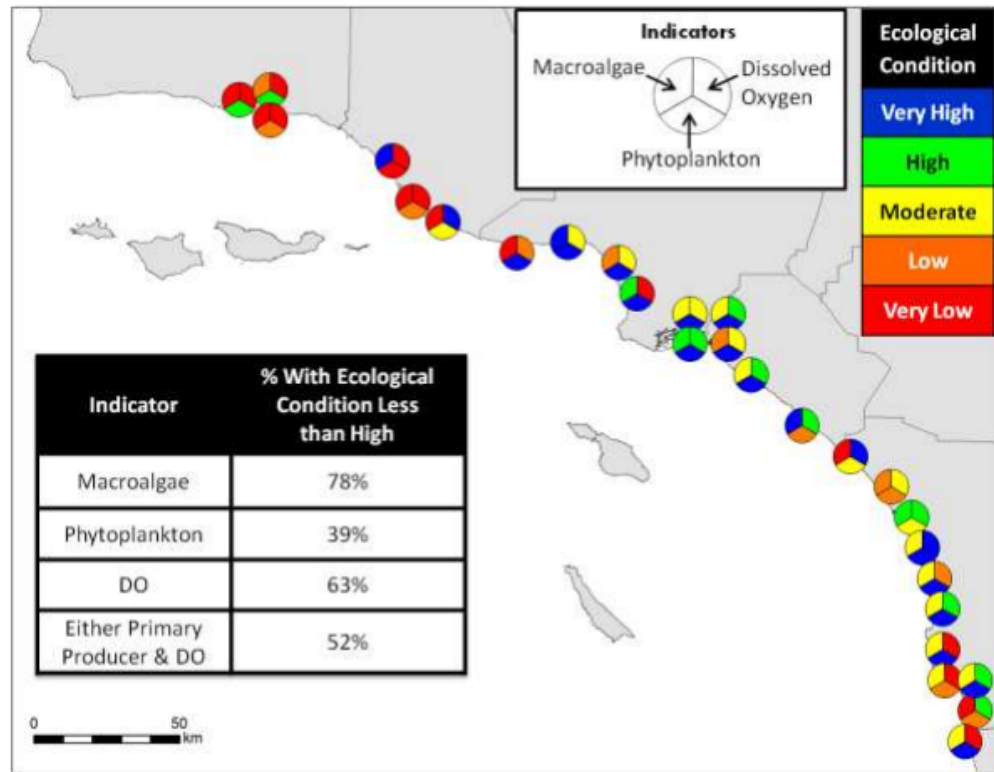 Indicators
Macroalgae
Dissolved
Oxygen
Phytoplankton
Ecological
Condition
Very High
High
Moderate
Low
Very Low
Indicator
% With Ecological
Condition Less
than High
Macroalgae
78%
Phytoplankton
39%
DO
63%
Either Primary
Producer & DO
52%
0
50
km